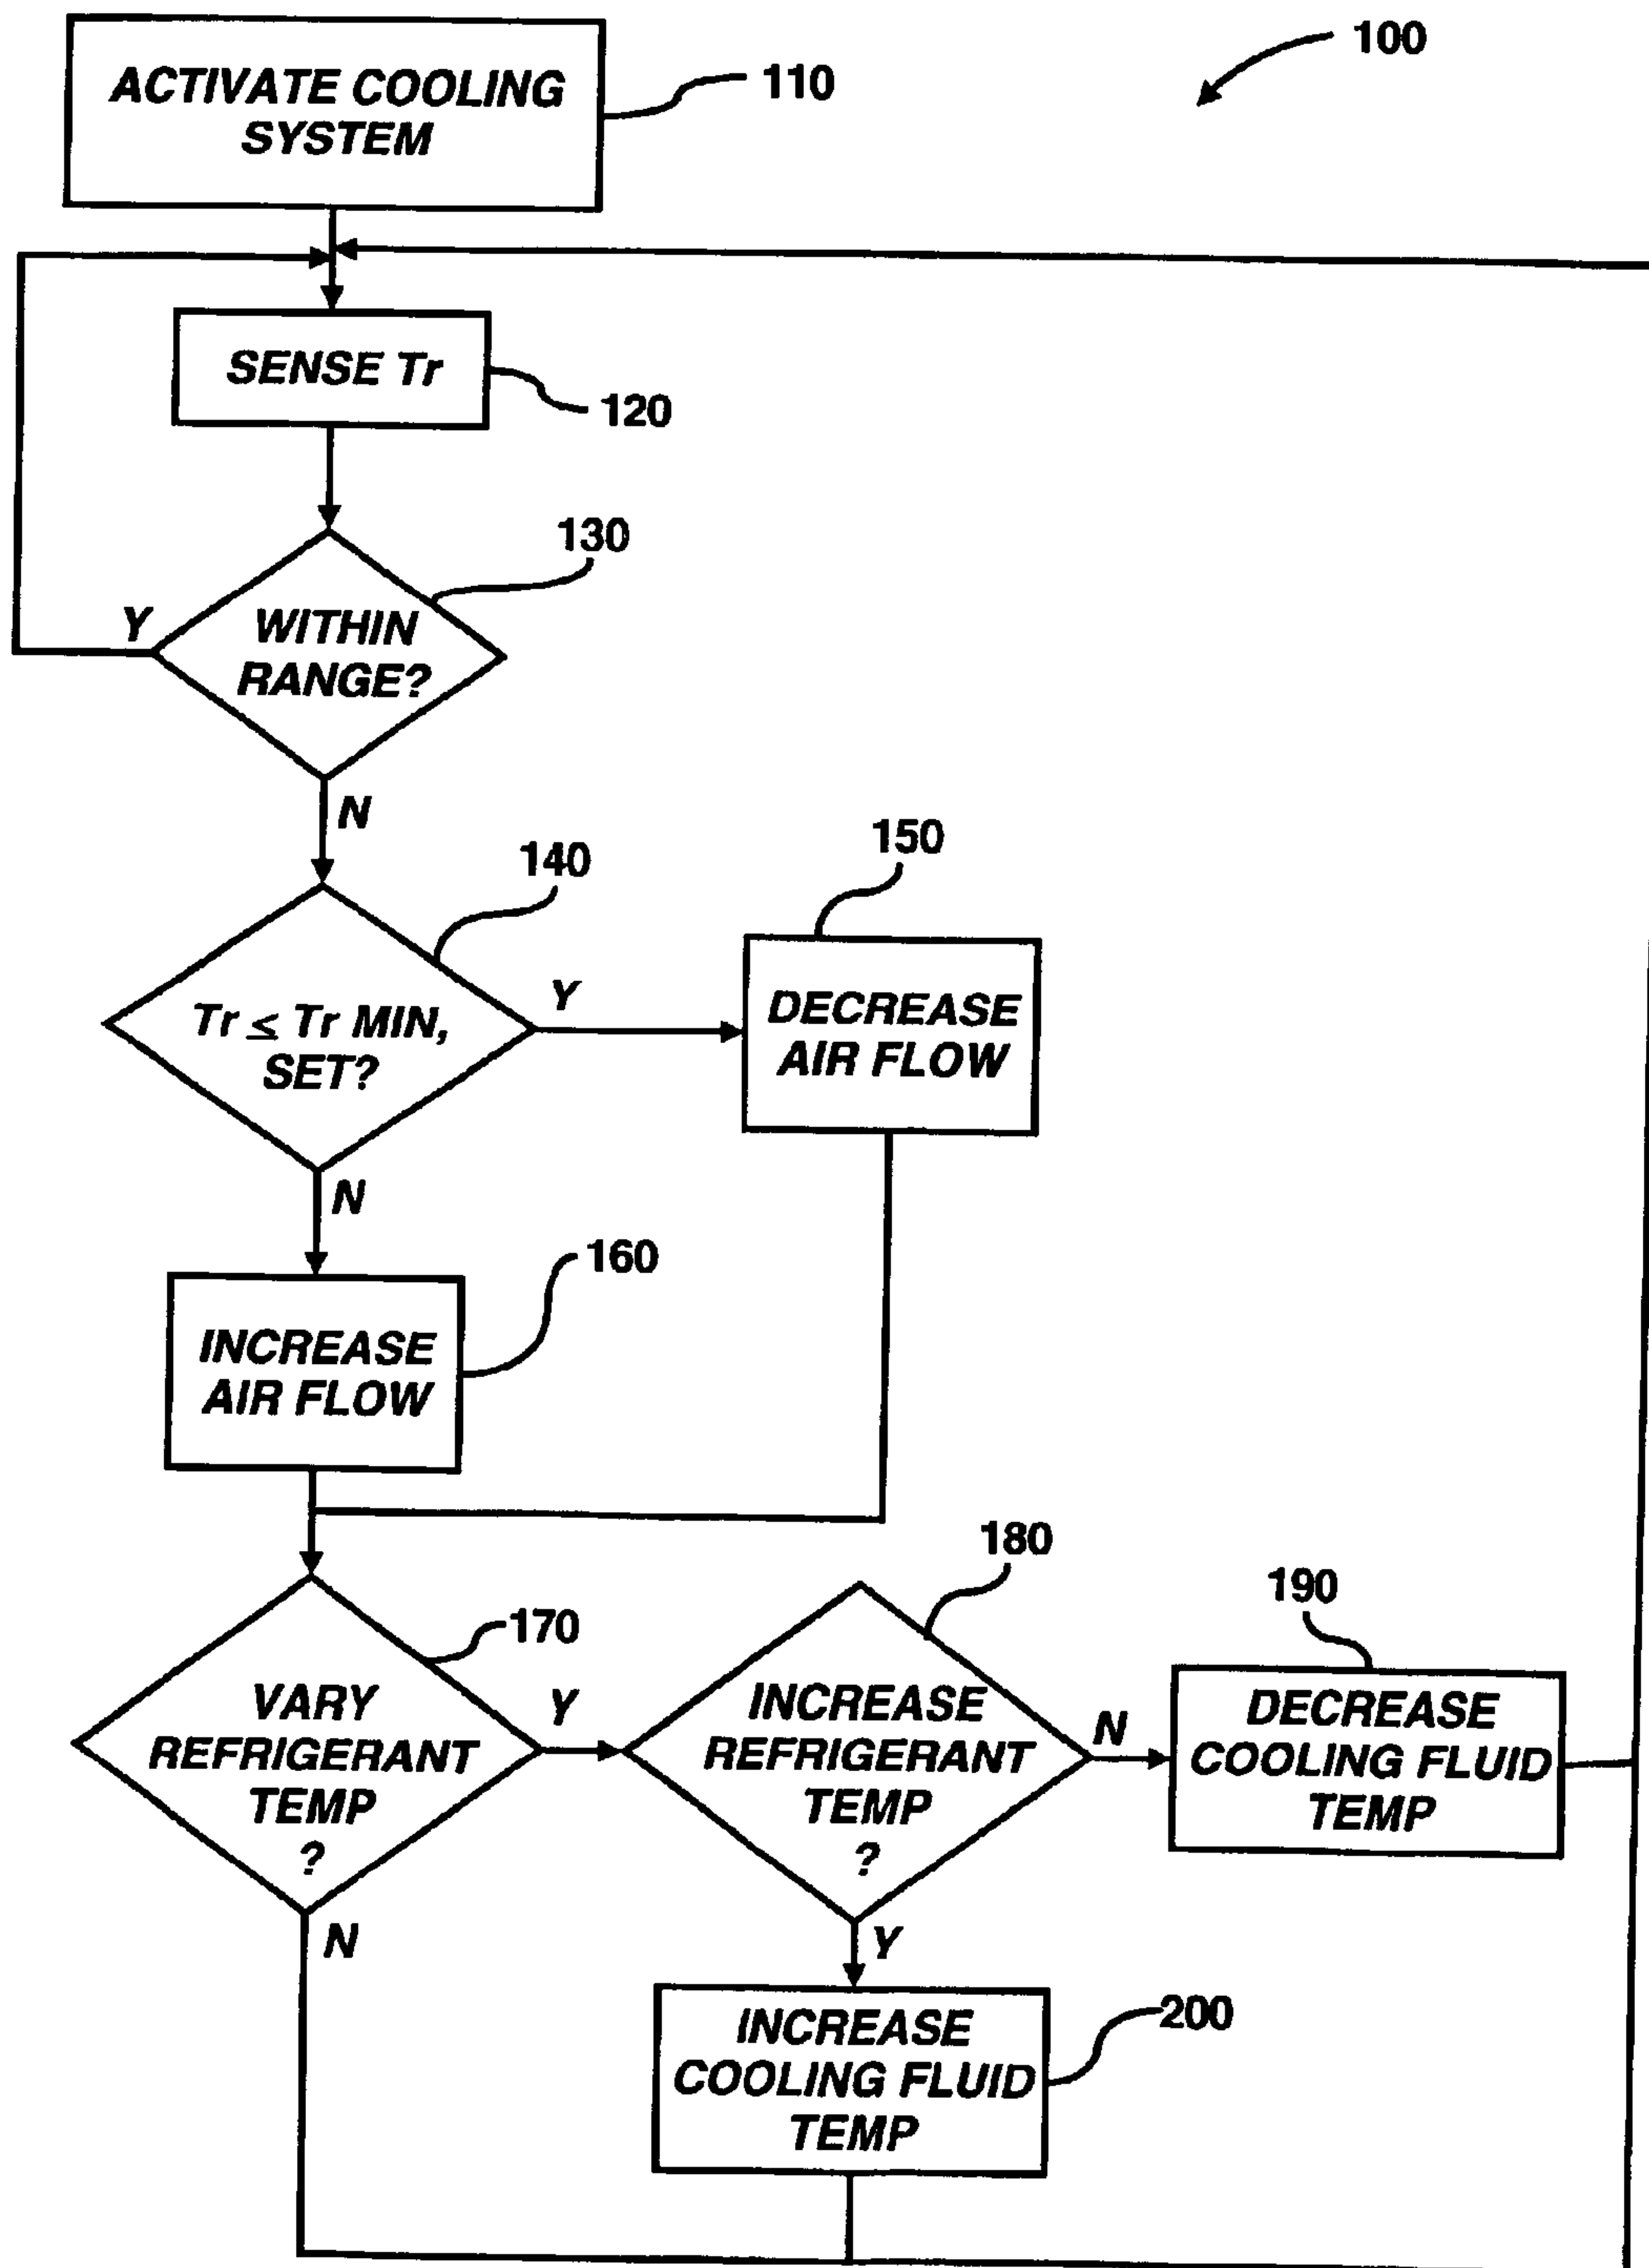 100
ACTIVATE COOLING
SYSTEM
110
SENSE Tr
120
130
Y
WITHIN
RANGE?
N
140
150
Tr ≤ Tr MIN,
SET?
Y
DECREASE
AIR FLOW
N
160
INCREASE
AIR FLOW
170
180
190
VARY
REFRIGERANT
TEMP
?
Y
INCREASE
REFRIGERANT
TEMP
?
N
DECREASE
COOLING FLUID
TEMP
N
Y
200
INCREASE
COOLING FLUID
TEMP